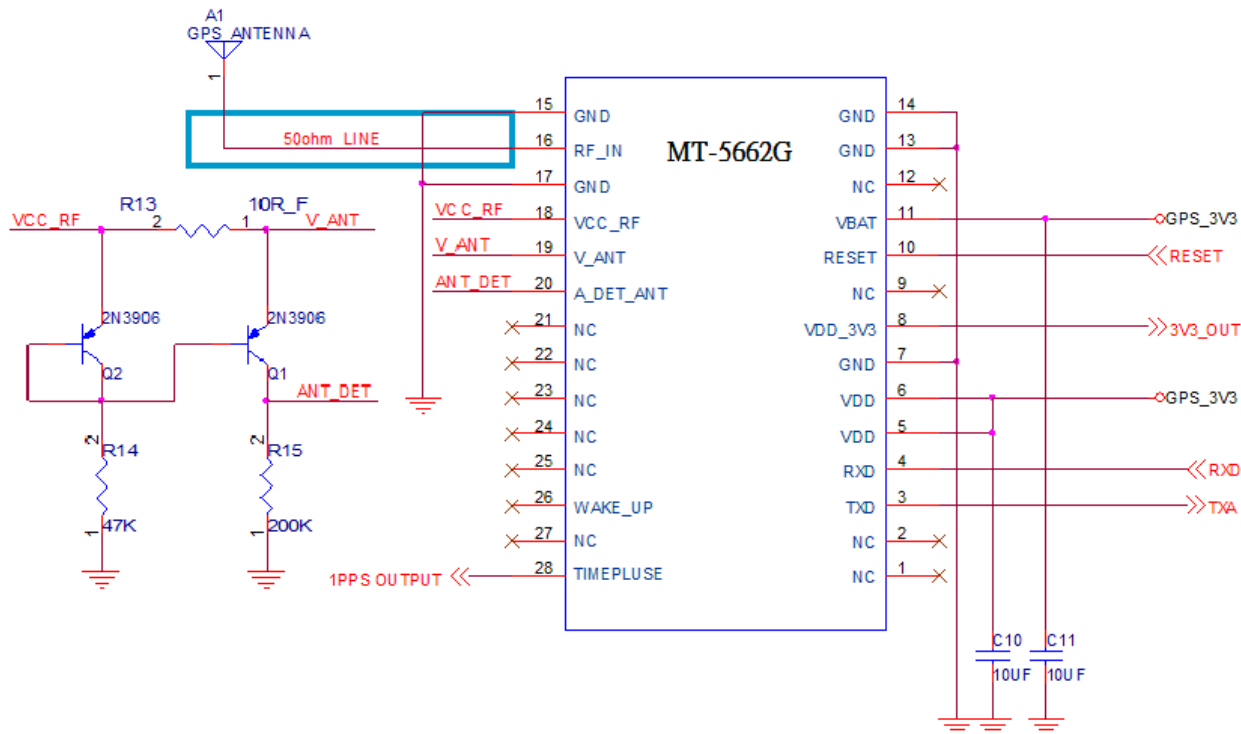 A1
GPS ANTENNA
1
50ohm LINE
MT-5662G
15 GND
16 RF_IN
17 GND
18 VCC_RF
19 V_ANT
20 A_DET_ANT
21 NC
22 NC
23 NC
24 NC
25 NC
26 WAKE_UP
27 NC
28 TIMEPLUSE
VCC_RF
V_ANT
ANT_DET
1PPS OUTPUT
GND 14
GND 13
NC 12
VBAT 11
RESET 10
NC 9
VDD_3V3 8
GND 7
VDD 6
VDD 5
RXD 4
TXD 3
NC 2
NC 1
GPS_3V3
RESET
3V3_OUT
GPS_3V3
RXD
TXA
C10
10UF
C11
10UF
R13 10R_F
VCC_RF 2 1 V_ANT
2N3906
Q2
2N3906
Q1
ANT_DET
2
R14
1
47K
2
R15
1
200K